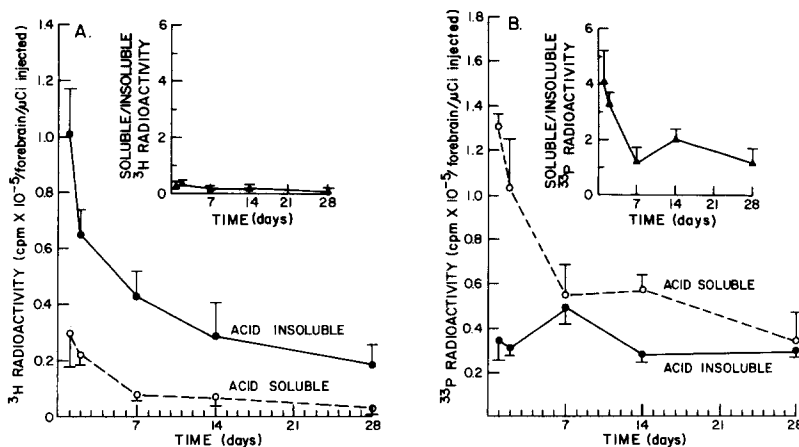 A.
³H RADIOACTIVITY (cpm X 10⁻⁵/forebrain/μCi injected)
1.4
1.2
1.0
0.8
0.6
0.4
0.2
0
7
14
21
28
TIME (days)
ACID INSOLUBLE
ACID SOLUBLE
SOLUBLE/INSOLUBLE
³H RADIOACTIVITY
6
4
2
0
7
14
21
28
TIME (days)
B.
³³P RADIOACTIVITY (cpm X 10⁻⁵/forebrain/μCi injected)
1.8
1.6
1.4
1.2
1.0
0.8
0.6
0.4
0.2
7
14
21
28
TIME (days)
ACID SOLUBLE
ACID INSOLUBLE
SOLUBLE/INSOLUBLE
³³P RADIOACTIVITY
6
4
2
0
7
14
21
28
TIME (days)